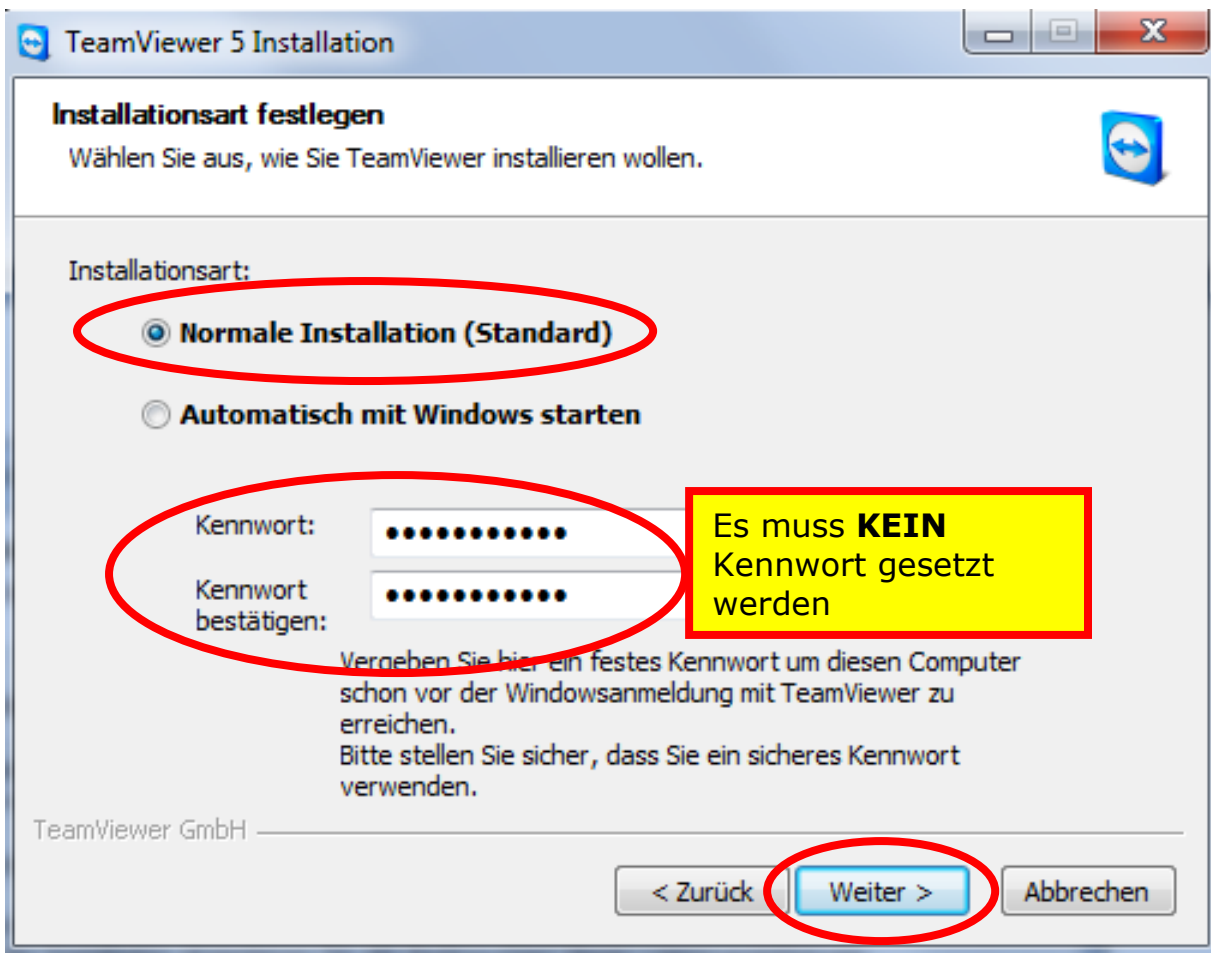 TeamViewer 5 Installation
Installationsart festlegen
Wählen Sie aus, wie Sie TeamViewer installieren wollen.
Installationsart:
Normale Installation (Standard)
Automatisch mit Windows starten
Kennwort:
●●●●●●●●●●●
Kennwort
bestätigen:
●●●●●●●●●●●
Es muss KEIN
Kennwort gesetzt
werden
Vergeben Sie hier ein festes Kennwort um diesen Computer
schon vor der Windowsanmeldung mit TeamViewer zu
erreichen.
Bitte stellen Sie sicher, dass Sie ein sicheres Kennwort
verwenden.
TeamViewer GmbH
< Zurück
Weiter >
Abbrechen